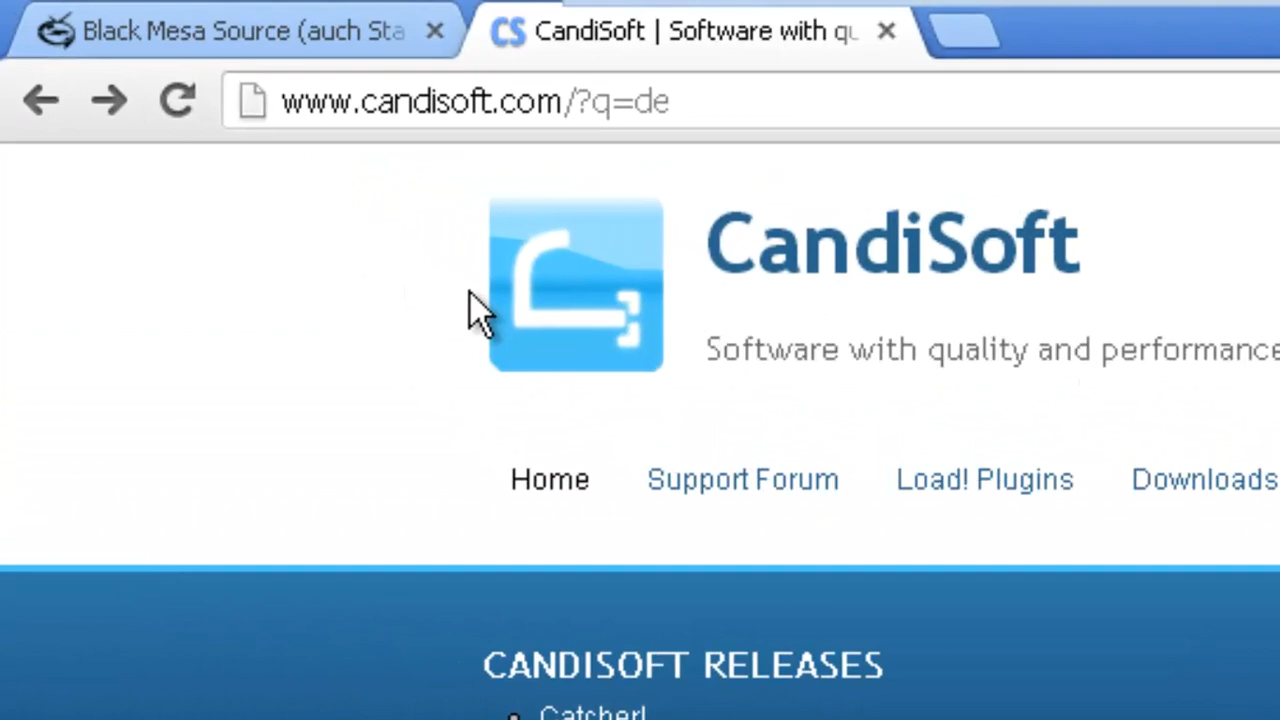 Black Mesa Source (auch Sta
CS CandiSoft | Software with qu
www.candisoft.com/?q=de
CandiSoft
Software with quality and performance
Home Support Forum Load! Plugins Downloads
CANDISOFT RELEASES
Catcher!